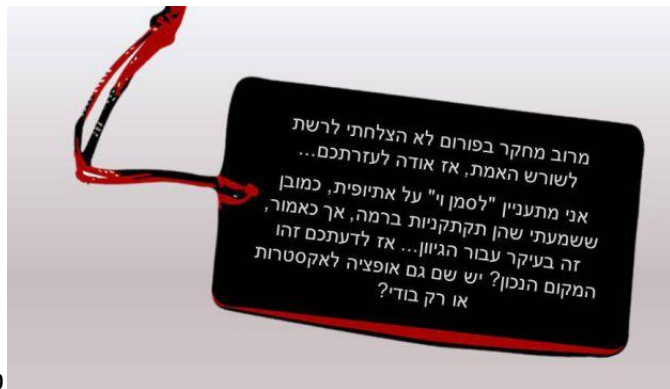 מרוב מחקר בפורום לא הצלחתי לרשת
לשורש האמת, אז אודה לעזרתכם...
אני מתעניין "לסמן וי" על אתיופית, כמובן
ששמעתי שהן תקתקניות ברמה, אך כאמור,
זה בעיקר עבור הגיוון... אז לדעתכם זהו
המקום הנכון? יש שם גם אופציה לאקסטרות
או רק בודי?